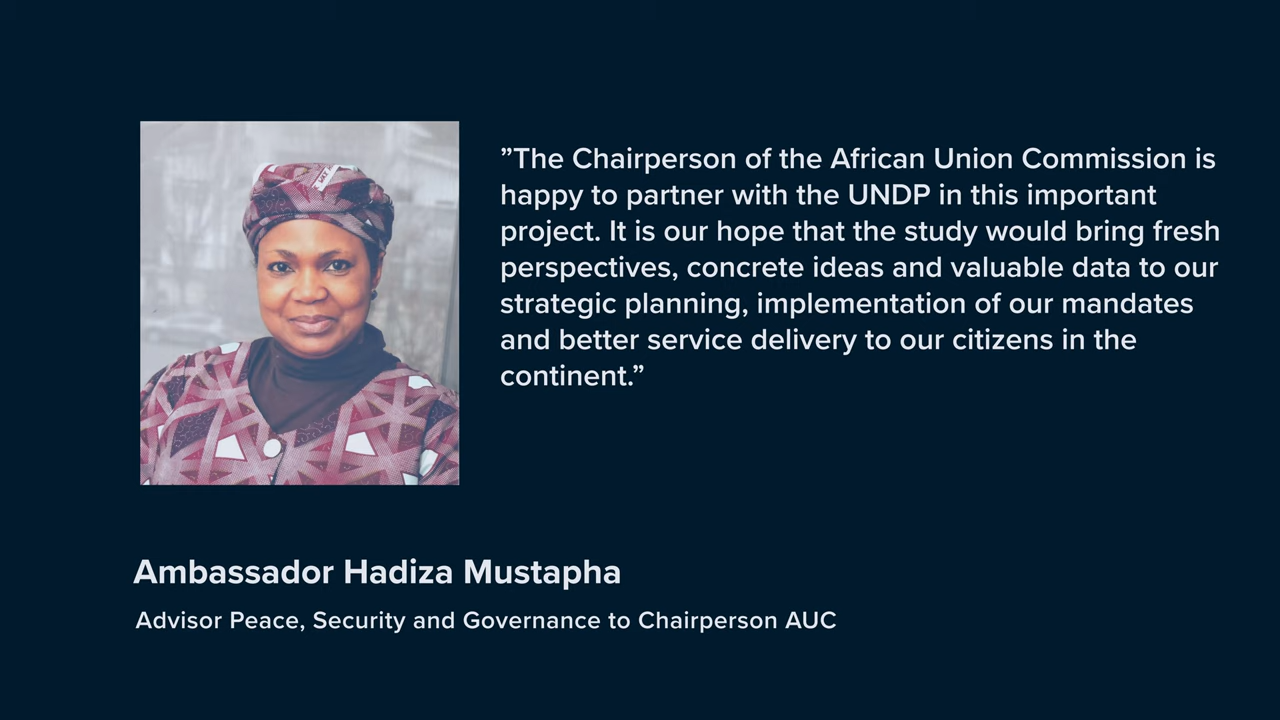 ”The Chairperson of the African Union Commission is
happy to partner with the UNDP in this important
project. It is our hope that the study would bring fresh
perspectives, concrete ideas and valuable data to our
strategic planning, implementation of our mandates
and better service delivery to our citizens in the
continent.”
Ambassador Hadiza Mustapha
Advisor Peace, Security and Governance to Chairperson AUC